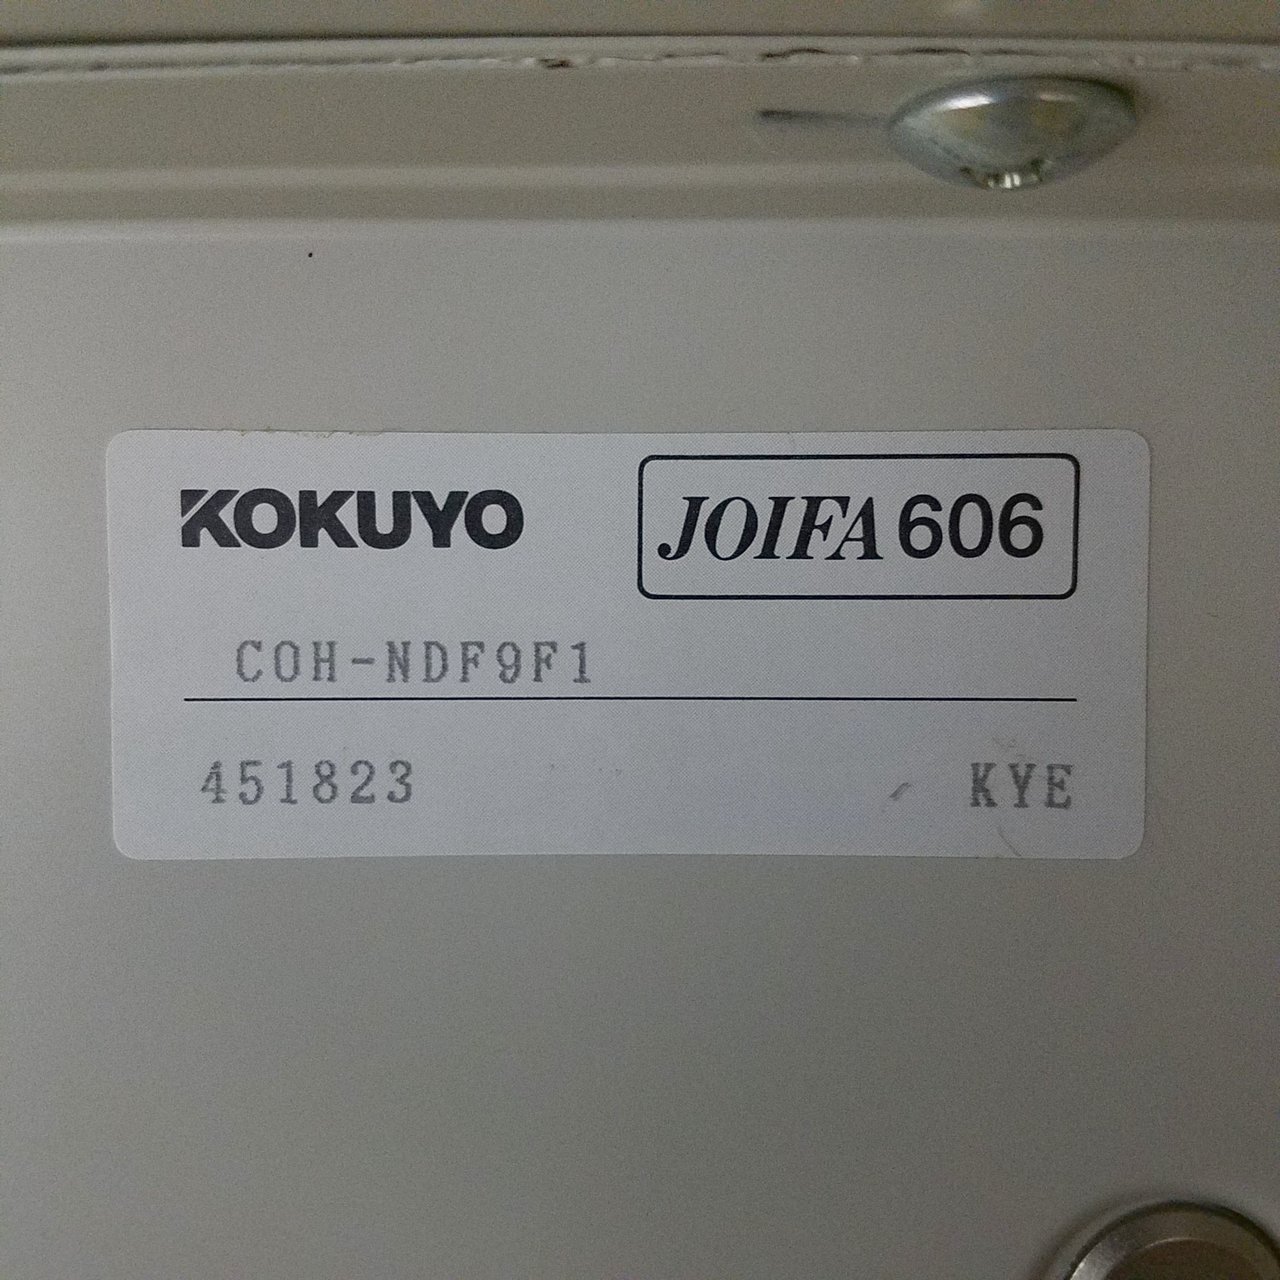 KOKUYO
JOIFA 606
COH-NDF9F1
451823 KYE